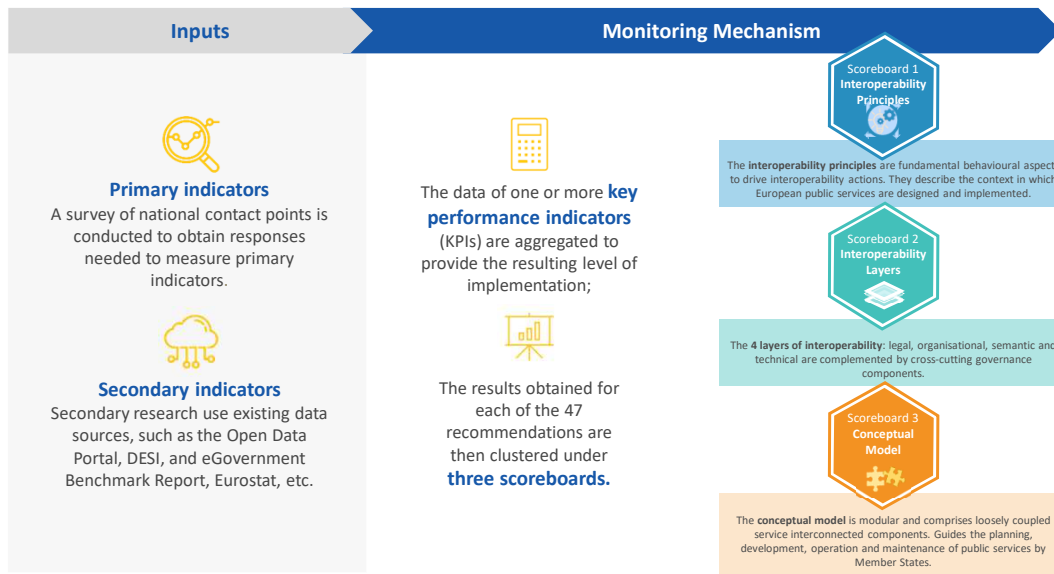 Inputs
Monitoring Mechanism
Primary indicators
A survey of national contact points is
conducted to obtain responses
needed to measure primary
indicators.
Secondary indicators
Secondary research use existing data
sources, such as the Open Data
Portal, DESI, and eGovernment
Benchmark Report, Eurostat, etc.
The data of one or more key
performance indicators
(KPIs) are aggregated to
provide the resulting level of
implementation;
The results obtained for
each of the 47
recommendations are
then clustered under
three scoreboards.
Scoreboard 1
Interoperability
Principles
The interoperability principles are fundamental behavioural aspect
to drive interoperability actions. They describe the context in which
European public services are designed and implemented.
Scoreboard 2
Interoperability
Layers
The 4 layers of interoperability: legal, organisational, semantic and
technical are complemented by cross-cutting governance
components.
Scoreboard 3
Conceptual
Model
The conceptual model is modular and comprises loosely coupled
service interconnected components. Guides the planning,
development, operation and maintenance of public services by
Member States.